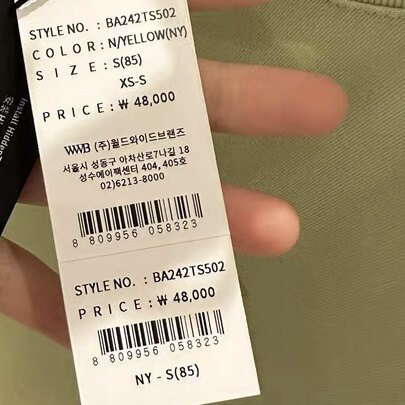 STYLE NO. : BA242TS502
COLOR: N/YELLOW(NY)
SIZE : S(85)
XS-S
PRICE: ₩ 48,000
WWB (주)월드와이드브랜즈
서울시 성동구 아차산로7나길 18
성수에이팩센터 404, 405호
02)6213-8000
8 809956 058323
STYLE NO. : BA242TS502
PRICE: ₩ 48,000
8 809956 058323
NY - S(85)
Install Hidden